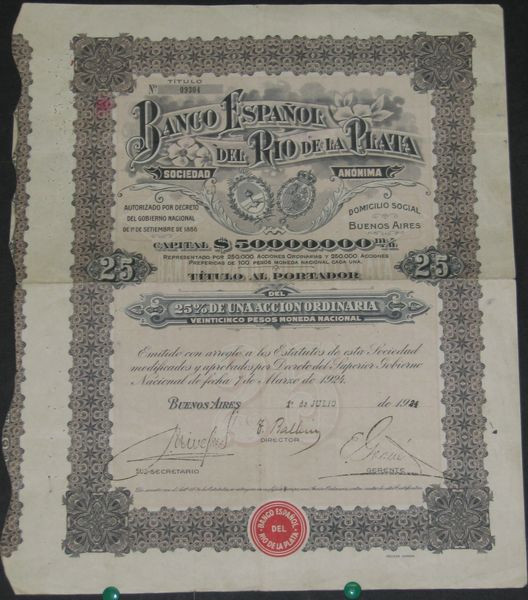 TÍTULO
Nº 09304
BANCO ESPAÑOL
DEL RIO DE LA PLATA
SOCIEDAD ANÓNIMA
AUTORIZADO POR DECRETO
DEL GOBIERNO NACIONAL
DE 1º DE SETIEMBRE DE 1886
DOMICILIO SOCIAL
BUENOS AIRES
CAPITAL $ 50000000 m/n.
REPRESENTADO POR 250.000 ACCIONES ORDINARIAS Y 250.000 ACCIONES
PREFERIDAS DE 100 PESOS MONEDA NACIONAL CADA UNA.
25 25
TÍTULO AL PORTADOR
DEL
25% DE UNA ACCION ORDINARIA
VEINTICINCO PESOS MONEDA NACIONAL
Emitido con arreglo a los Estatutos de esta Sociedad
modificados y aprobados por Decreto del Superior Gobierno
Nacional de fecha 7 de Marzo de 1924.
BUENOS AIRES 1º de JULIO de 1924
SUB-SECRETARIO
DIRECTOR
GERENTE
BANCO ESPAÑOL
DEL
RIO DE LA PLATA